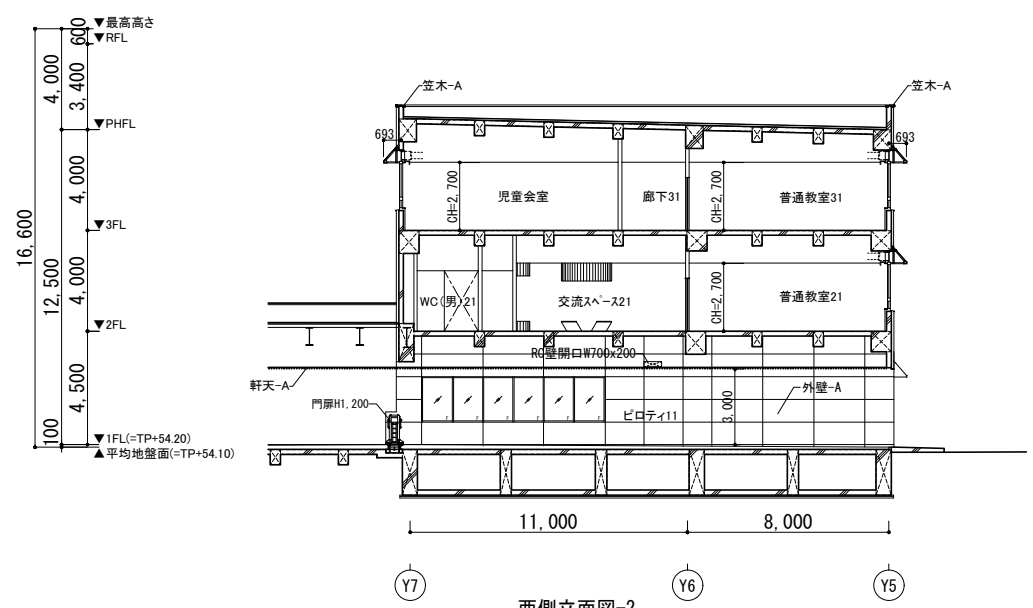 ▼最高高さ
▼RFL
600
4,000
3,400
笠木-A
笠木-A
▼PHFL
693
693
4,000
CH=2,700
児童会室
廊下31
CH=2,700
普通教室31
▼3FL
16,600
12,500
4,000
WC(男)21
交流スペース21
CH=2,700
普通教室21
▼2FL
RC壁開口W700x200
軒天-A
外壁-A
4,500
門扉H1,200
ピロティ11
3,000
100
▼1FL(=TP+54.20)
▲平均地盤面(=TP+54.10)
11,000
8,000
Y7
Y6
Y5